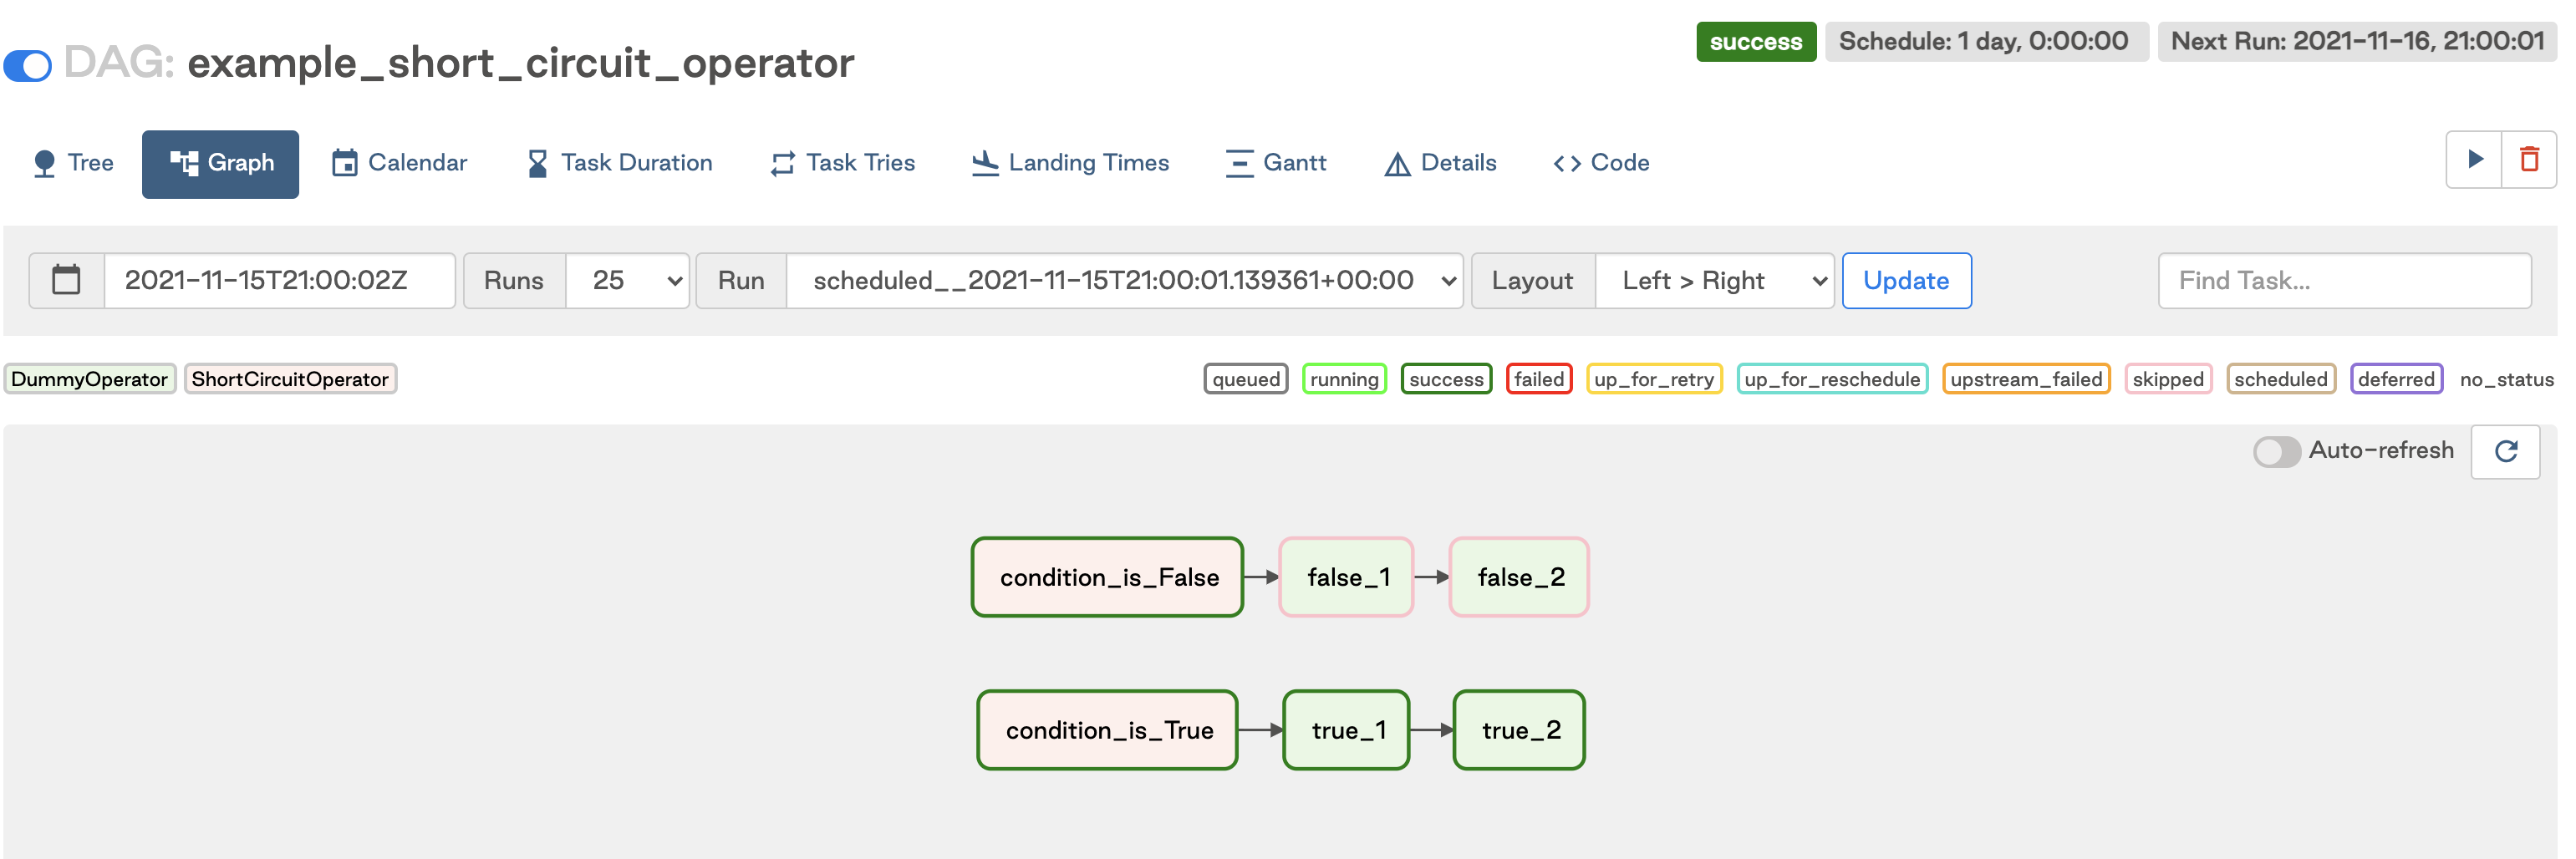 DAG: example_short_circuit_operator
success
Schedule: 1 day, 0:00:00
Next Run: 2021-11-16, 21:00:01
Tree
Graph
Calendar
Task Duration
Task Tries
Landing Times
Gantt
Details
Code
2021-11-15T21:00:02Z
Runs
25
Run
scheduled__2021-11-15T21:00:01.139361+00:00
Layout
Left > Right
Update
Find Task...
DummyOperator
ShortCircuitOperator
queued
running
success
failed
up_for_retry
up_for_reschedule
upstream_failed
skipped
scheduled
deferred
no_status
Auto-refresh
condition_is_False
false_1
false_2
condition_is_True
true_1
true_2